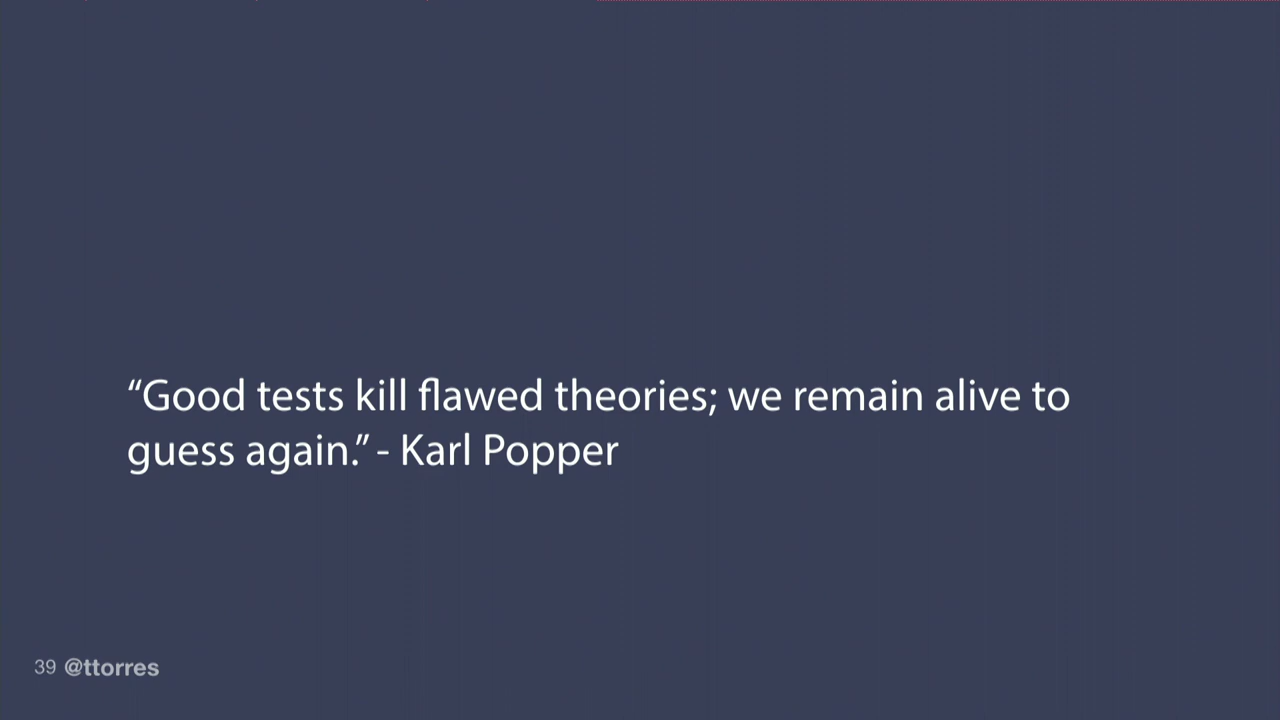 “Good tests kill flawed theories; we remain alive to
guess again.” - Karl Popper
39 @ttorres